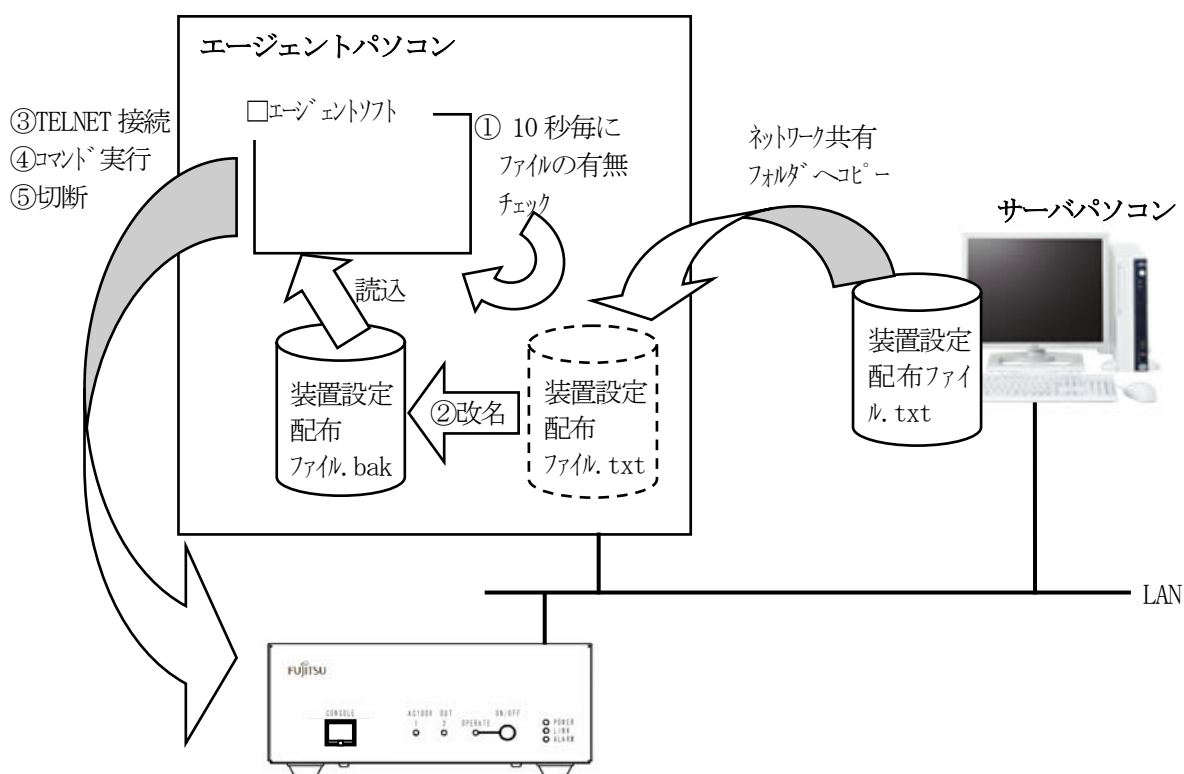 エージェントパソコン
③TELNET 接続
④コマンド実行
⑤切断
□エージェントソフト
① 10 秒毎に
ファイルの有無
チェック
ネットワーク共有
フォルダへコピー
サーバパソコン
読込
装置設定
配布
ファイル.bak
②改名
装置設定
配布
ファイル.txt
装置設定
配布ファイ
ル.txt
LAN
FUJITSU
CONSOLE
AC100V OUT
1 2
OPERATE
ON/OFF
POWER
LINK
ALARM